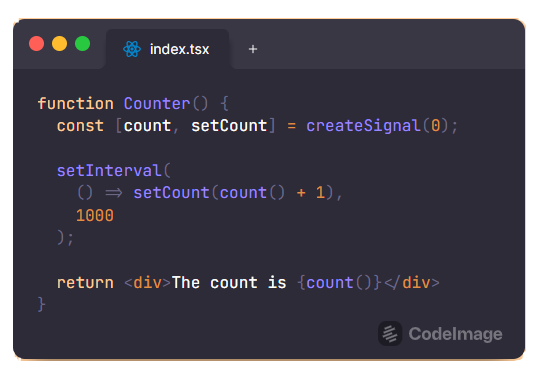 index.tsx +
function Counter() {
  const [count, setCount] = createSignal(0);
  setInterval(
    () => setCount(count() + 1),
    1000
  );
  return <div>The count is {count()}</div>
}
CodeImage